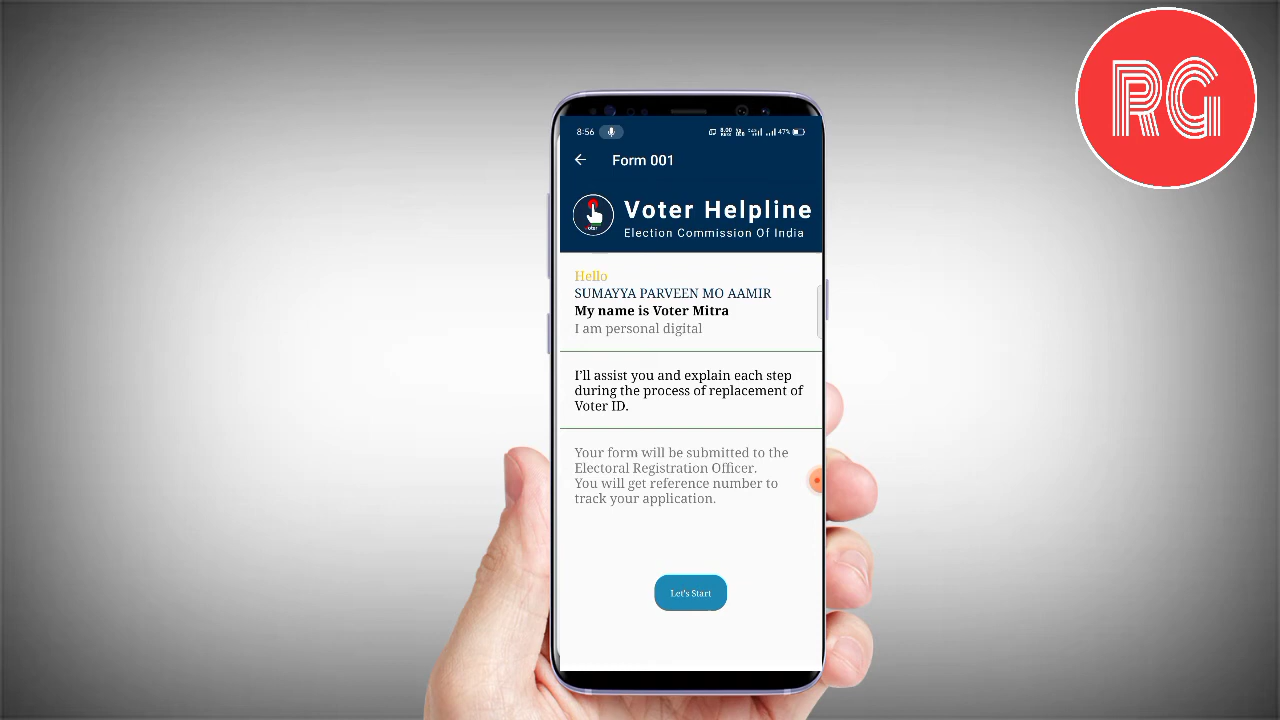 RG
8:56
47%
Form 001
Voter Helpline
Election Commission Of India
Hello
SUMAYYA PARVEEN MO AAMIR
My name is Voter Mitra
I am personal digital
I'll assist you and explain each step
during the process of replacement of
Voter ID.
Your form will be submitted to the
Electoral Registration Officer.
You will get reference number to
track your application.
Let's Start